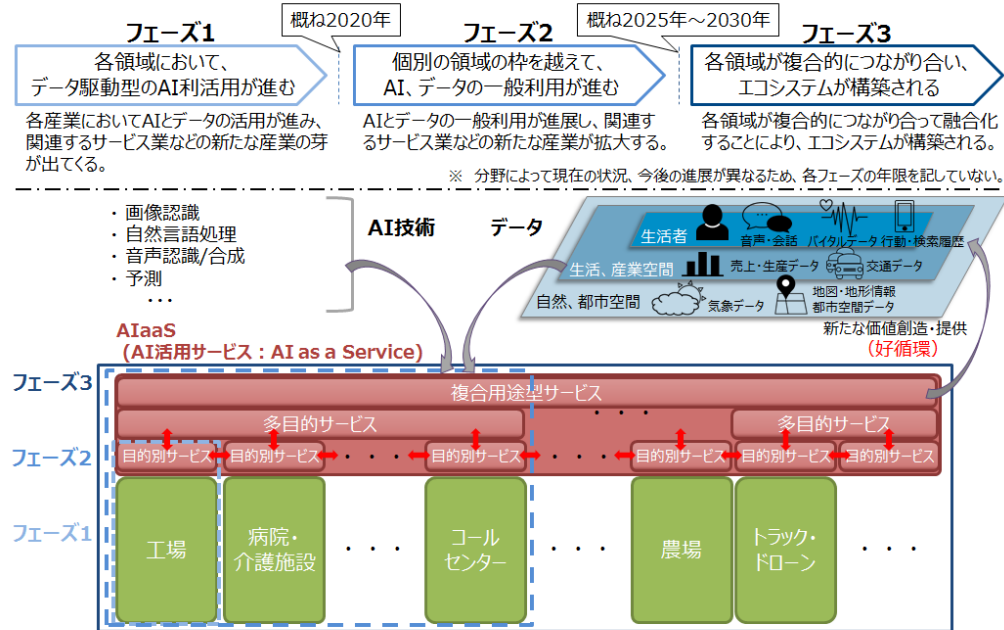 フェーズ1
概ね2020年
フェーズ2
概ね2025年～2030年
フェーズ3
各領域において、
データ駆動型のAI利活用が進む
個別の領域の枠を越えて、
AI、データの一般利用が進む
各領域が複合的につながり合い、
エコシステムが構築される
各産業においてAIとデータの活用が進み、
関連するサービス業などの新たな産業の芽
が出てくる。
AIとデータの一般利用が進展し、関連す
るサービス業などの新たな産業が拡大する。
各領域が複合的につながり合って融合化
することにより、エコシステムが構築される。
※ 分野によって現在の状況、今後の進展が異なるため、各フェーズの年限を記していない。
・ 画像認識
・ 自然言語処理
・ 音声認識/合成
・ 予測
・・・
AI技術
データ
生活者
音声・会話
バイタルデータ
行動・検索履歴
生活、産業空間
売上・生産データ
交通データ
自然、都市空間
気象データ
地図・地形情報
都市空間データ
新たな価値創造・提供
（好循環）
AIaaS
（AI活用サービス：AI as a Service）
フェーズ3
複合用途型サービス
多目的サービス
・・・
多目的サービス
フェーズ2
目的別サービス
目的別サービス
・・・
目的別サービス
・・・
目的別サービス
目的別サービス
目的別サービス
フェーズ1
工場
病院・
介護施設
・・・
コール
センター
・・・
農場
トラック・
ドローン
・・・